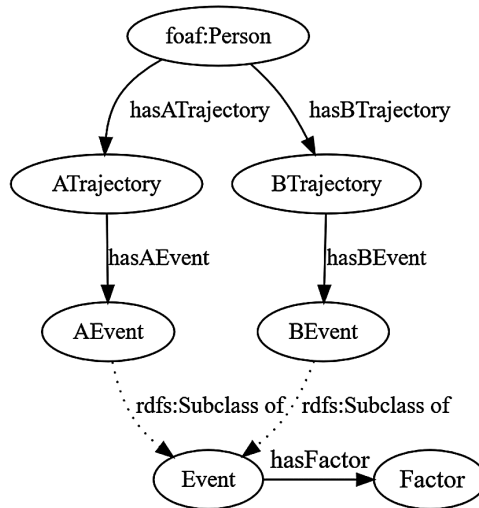 foaf:Person
hasATrajectory
hasBTrajectory
ATrajectory
BTrajectory
hasAEvent
hasBEvent
AEvent
BEvent
rdfs:Subclass of
rdfs:Subclass of
hasFactor
Event
Factor